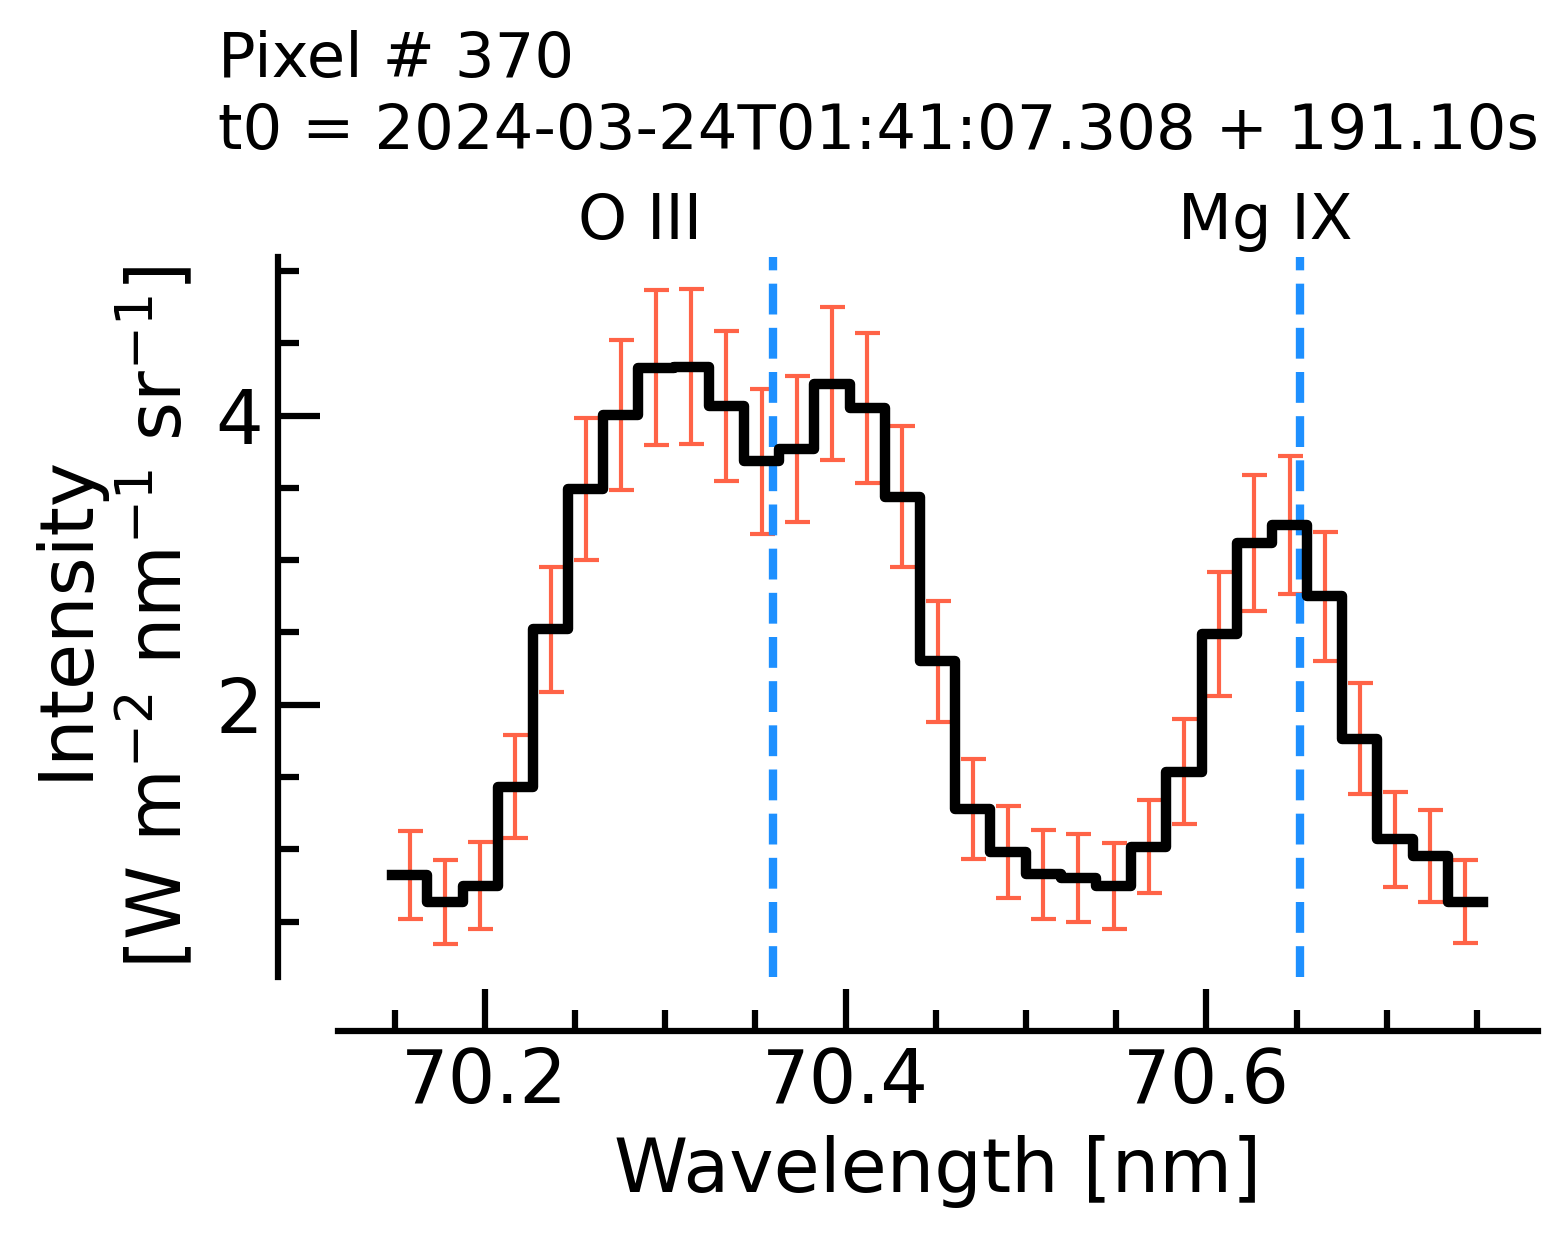 Pixel # 370
t0 = 2024-03-24T01:41:07.308 + 191.10s
O III
Mg IX
Intensity
[W m⁻² nm⁻¹ sr⁻¹]
4
2
70.2 70.4 70.6
Wavelength [nm]